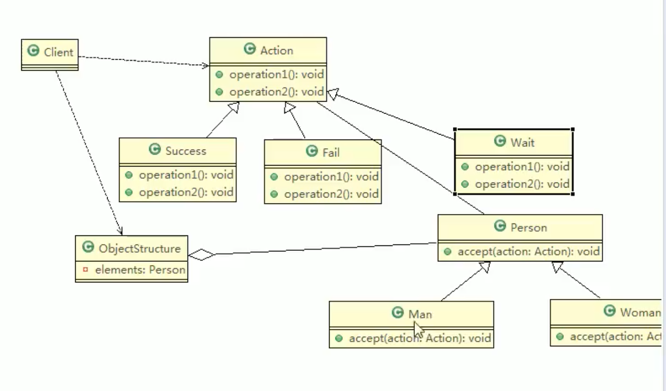 Client
Action
operation1(): void
operation2(): void
Success
operation1(): void
operation2(): void
Fail
operation1(): void
operation2(): void
Wait
operation1(): void
operation2(): void
Person
accept(action: Action): void
ObjectStructure
elements: Person
Man
accept(action: Action): void
Woman
accept(action: Act